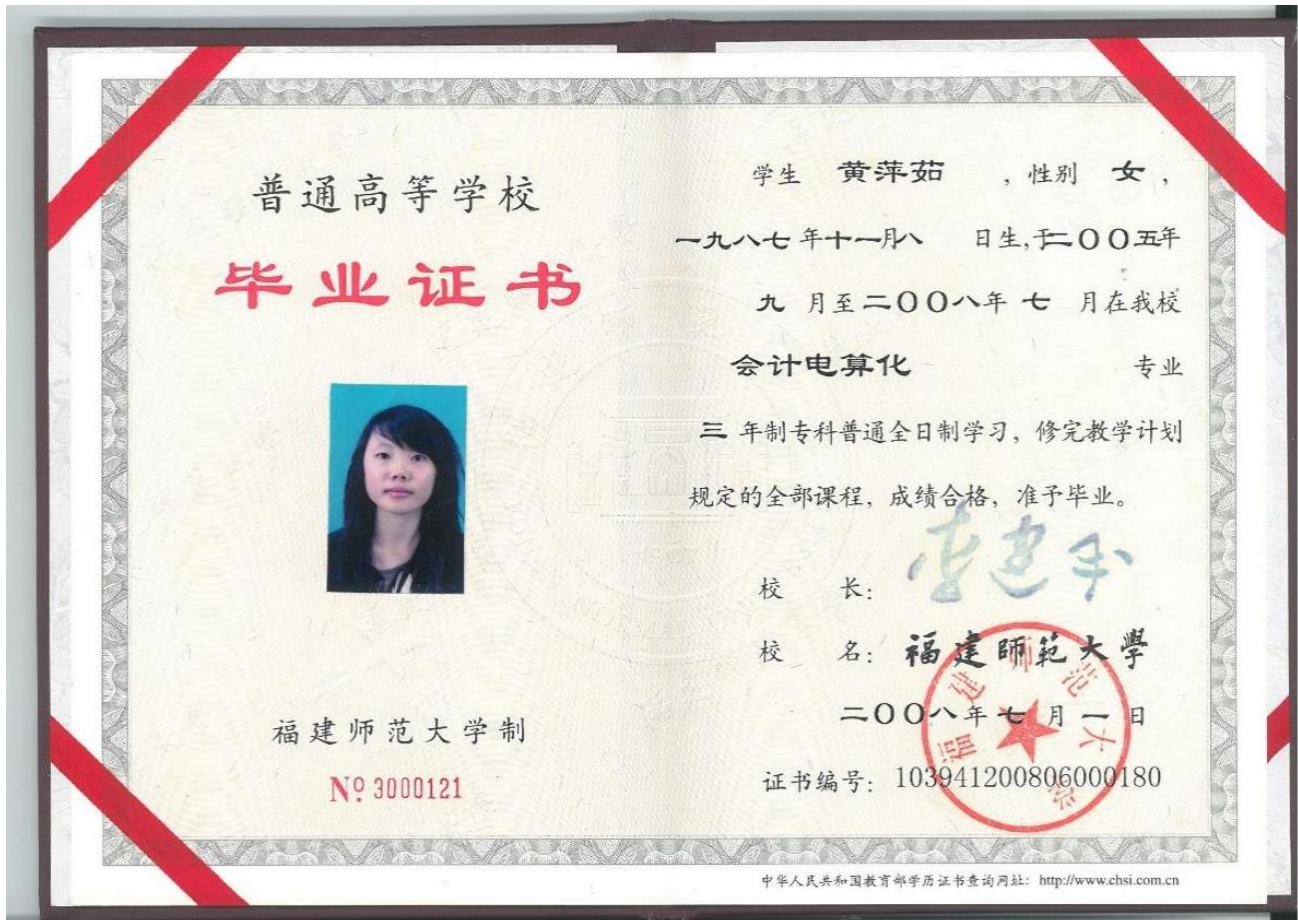 普通高等学校
毕业证书
福建师范大学制
Nº 3000121
学生 黄萍茹 ，性别 女，
一九八七年十一月八 日生，于二〇〇五年
九 月至二〇〇八年 七 月在我校
会计电算化 专业
三 年制专科普通全日制学习，修完教学计划
规定的全部课程，成绩合格，准予毕业。
校 长：
校 名：福建師範大學
二〇〇八年七月一日
证书编号：103941200806000180
福建师范大学
中华人民共和国教育部学历证书查询网址：http://www.chsi.com.cn